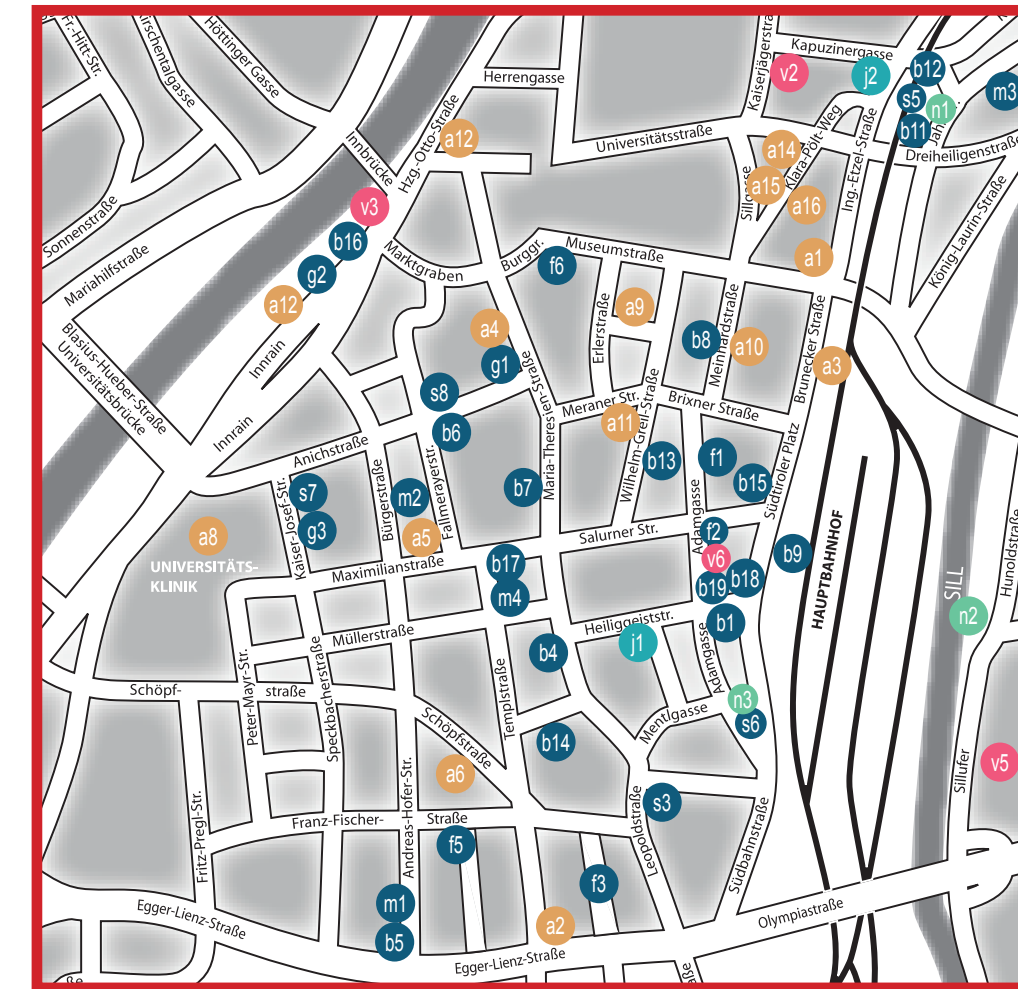 Fr.-Hitt-Str.
Höttinger Gasse
Kaiserjägerstra
Kapuzinergasse
v2
j2
b12
s5
n1
b11
m3
Herrengasse
Innbrücke
Hzg.-Otto-Straße
a12
Universitätsstraße
a14
Klara-Pölt-Weg
Ing.-Etzel-Straße
Dreiheiligenstraße
a15
Sillgasse
a16
König-Laurin-Straße
Sonnenstraße
v3
b16
g2
a12
Mariahilfstraße
Marktgraben
Burggr.
Museumstraße
f6
a1
Blasius-Hueber-Straße
Universitätsbrücke
Innrain
Innrain
a4
g1
Erlerstraße
a9
b8
Meinhardstraße
a10
Brunecker Straße
a3
s8
b6
Maria-Theresien-Straße
Meraner Str.
a11
Brixner Straße
Wilhelm-Greil-Straße
Anichstraße
b13
f1
b15
Südtiroler Platz
s7
g3
Kaiser-Josef-Str.
Bürgerstraße
m2
a5
Fallmerayerstr.
b7
Adamgasse
a8
UNIVERSITÄTS-
KLINIK
Salurner Str.
f2
v6
b19
b18
b9
HAUPTBAHNHOF
Hunoldstraße
SILL
n2
Maximilianstraße
b17
m4
Müllerstraße
Heiliggeiststr.
j1
b1
b4
Adamgasse
n3
s6
Mentlgasse
Schöpf-
straße
Peter-Mayr-Str.
Speckbacherstraße
Schöpfstraße
Templstraße
b14
a6
Sillufer
v5
Fritz-Pregl-Str.
Franz-Fischer-
Straße
Andreas-Hofer-Str.
s3
Leopoldstraße
Südbahnstraße
f5
f3
m1
b5
a2
Egger-Lienz-Straße
Egger-Lienz-Straße
Olympiastraße